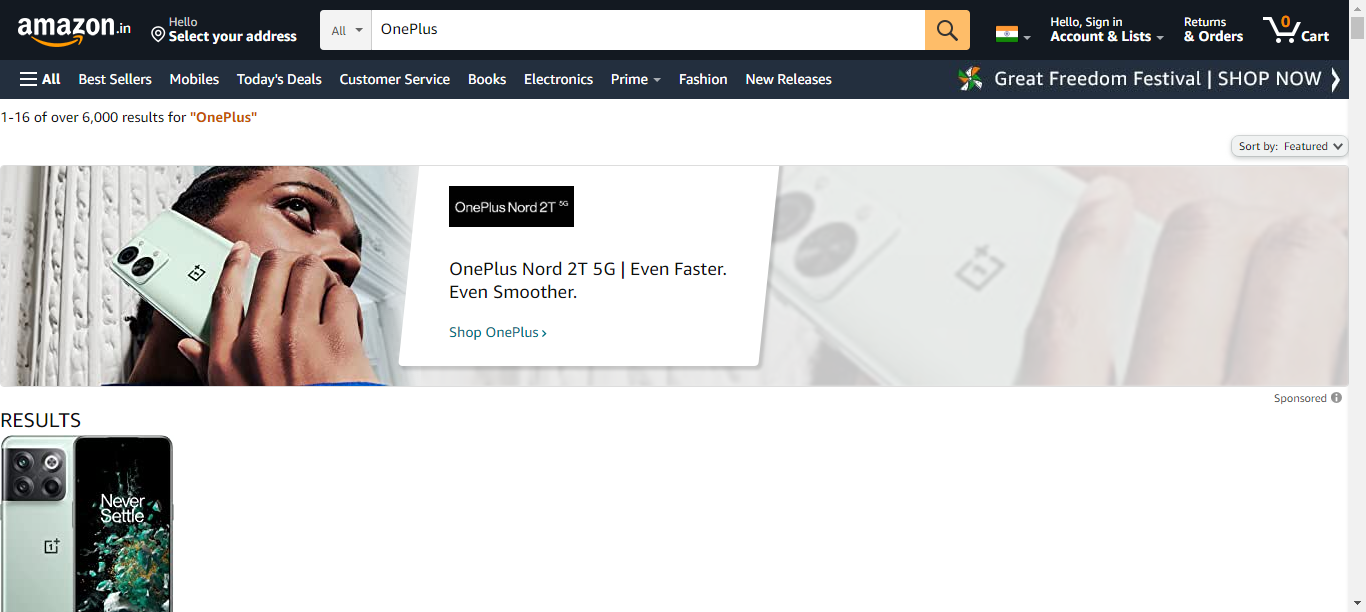 amazon.in
Hello
Select your address
All
OnePlus
Hello, Sign in
Account & Lists
Returns
& Orders
0
Cart
All
Best Sellers
Mobiles
Today's Deals
Customer Service
Books
Electronics
Prime
Fashion
New Releases
Great Freedom Festival | SHOP NOW
1-16 of over 6,000 results for "OnePlus"
Sort by: Featured
OnePlus Nord 2T 5G
OnePlus Nord 2T 5G | Even Faster.
Even Smoother.
Shop OnePlus ›
Sponsored
RESULTS
Never
Settle